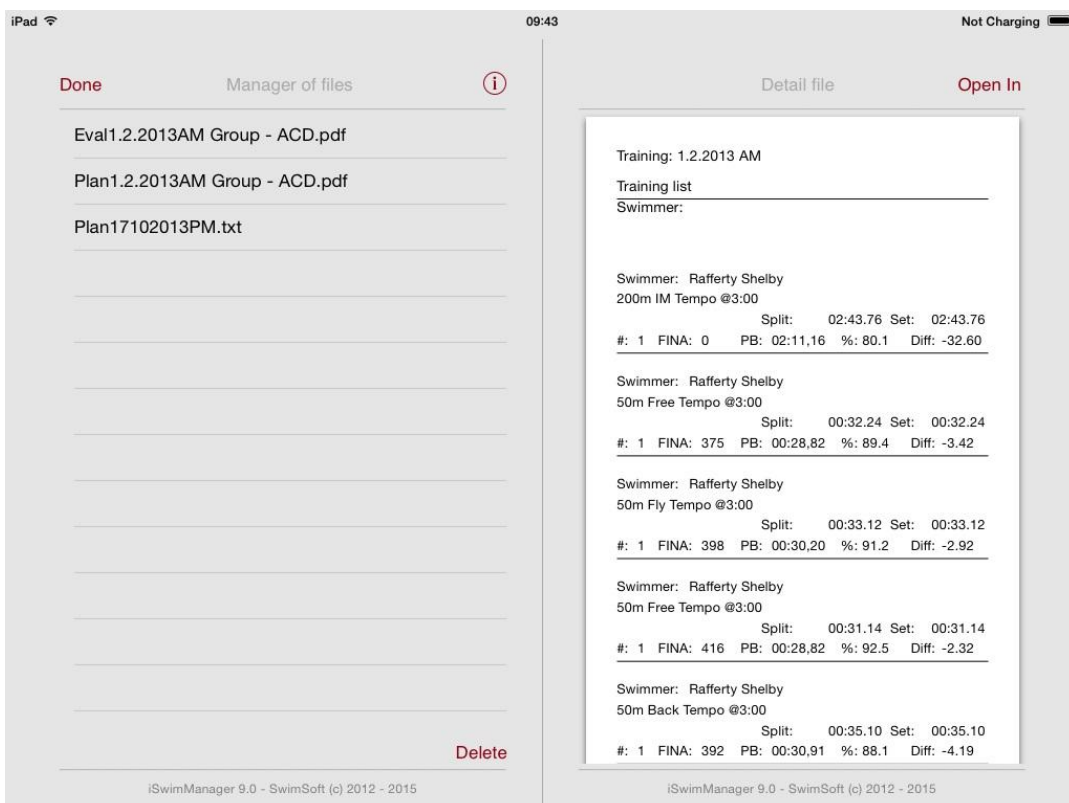 iPad 09:43 Not Charging
Done Manager of files i
Eval1.2.2013AM Group - ACD.pdf
Plan1.2.2013AM Group - ACD.pdf
Plan17102013PM.txt
Delete
iSwimManager 9.0 - SwimSoft (c) 2012 - 2015
Detail file Open In
Training: 1.2.2013 AM
Training list
Swimmer:
Swimmer: Rafferty Shelby
200m IM Tempo @3:00
Split: 02:43.76 Set: 02:43.76
#: 1 FINA: 0 PB: 02:11,16 %: 80.1 Diff: -32.60
Swimmer: Rafferty Shelby
50m Free Tempo @3:00
Split: 00:32.24 Set: 00:32.24
#: 1 FINA: 375 PB: 00:28,82 %: 89.4 Diff: -3.42
Swimmer: Rafferty Shelby
50m Fly Tempo @3:00
Split: 00:33.12 Set: 00:33.12
#: 1 FINA: 398 PB: 00:30,20 %: 91.2 Diff: -2.92
Swimmer: Rafferty Shelby
50m Free Tempo @3:00
Split: 00:31.14 Set: 00:31.14
#: 1 FINA: 416 PB: 00:28,82 %: 92.5 Diff: -2.32
Swimmer: Rafferty Shelby
50m Back Tempo @3:00
Split: 00:35.10 Set: 00:35.10
#: 1 FINA: 392 PB: 00:30,91 %: 88.1 Diff: -4.19
iSwimManager 9.0 - SwimSoft (c) 2012 - 2015